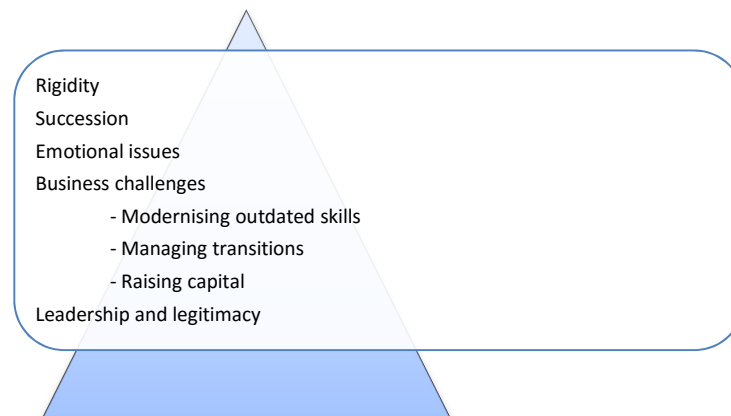 Rigidity
Succession
Emotional issues
Business challenges
- Modernising outdated skills
- Managing transitions
- Raising capital
Leadership and legitimacy